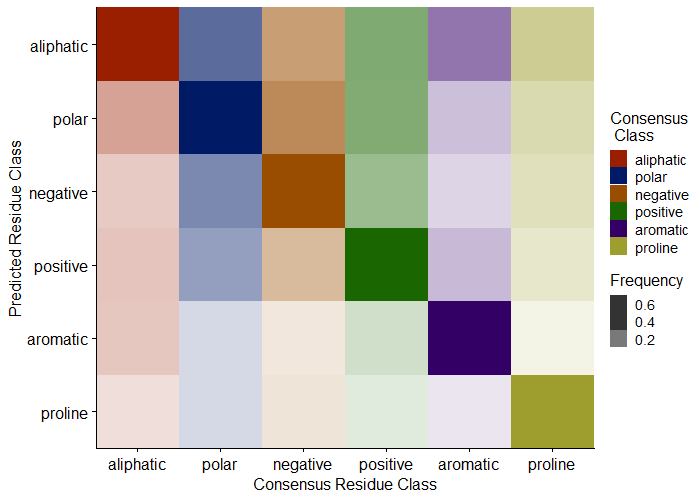 Predicted Residue Class
aliphatic
polar
negative
positive
aromatic
proline
aliphatic polar negative positive aromatic proline
Consensus Residue Class
Consensus
Class
aliphatic
polar
negative
positive
aromatic
proline
Frequency
0.6
0.4
0.2